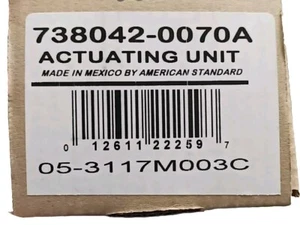 738042-0070A
ACTUATING UNIT
MADE IN MEXICO BY AMERICAN STANDARD
0 12611 22259 7
05-3117M003C